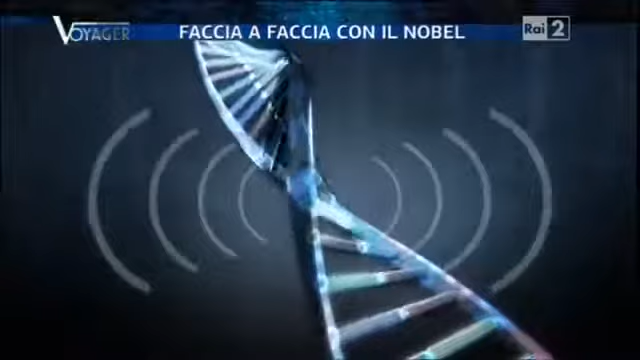 VOYAGER
FACCIA A FACCIA CON IL NOBEL
Rai 2